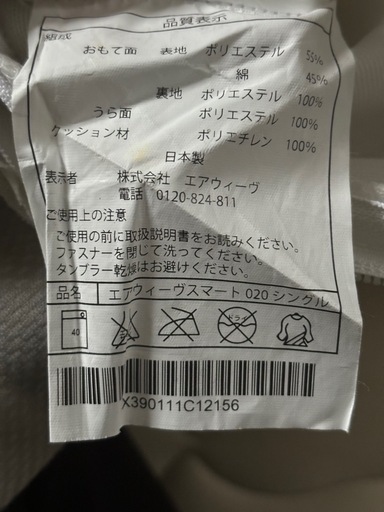 品質表示
組成
おもて面 表地 ポリエステル 55%
綿 45%
裏地 ポリエステル 100%
うら面 ポリエステル 100%
クッション材 ポリエチレン 100%
日本製
表示者 株式会社 エアウィーヴ
電話 0120-824-811
ご使用上の注意
ご使用の前に取扱説明書をお読みください。
ファスナーを閉じて洗ってください。
タンブラー乾燥はお避けください。
品名 エアウィーヴスマート 020 シングル
40 ドライ
X390111C12156